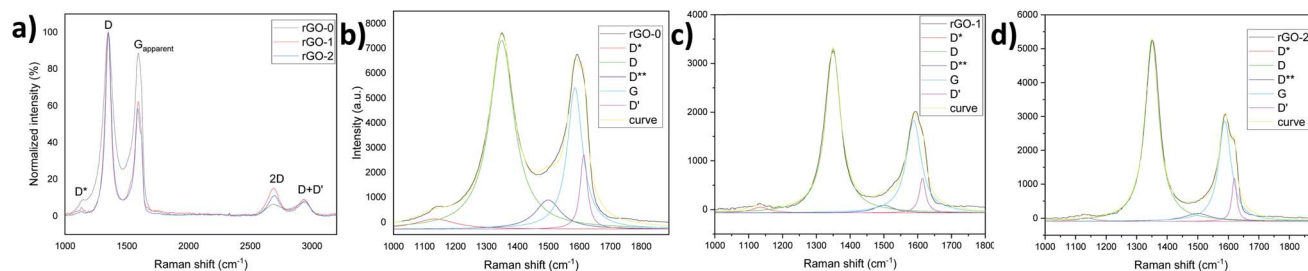 a)
D
G apparent
rGO-0
rGO-1
rGO-2
D*
2D
D+D'
Normalized intensity (%)
100
80
60
40
20
0
1000 1500 2000 2500 3000
Raman shift (cm⁻¹)
b)
rGO-0
D*
D
D**
G
D'
curve
Intensity (a.u.)
8000
7000
6000
5000
4000
3000
2000
1000
0
1000 1100 1200 1300 1400 1500 1600 1700 1800
Raman shift (cm⁻¹)
c)
rGO-1
D*
D
D**
G
D'
curve
4000
3000
2000
1000
0
1000 1100 1200 1300 1400 1500 1600 1700 1800
Raman shift (cm⁻¹)
d)
rGO-2
D*
D
D**
G
D'
curve
6000
5000
4000
3000
2000
1000
0
1000 1100 1200 1300 1400 1500 1600 1700
Raman shift (cm⁻¹)